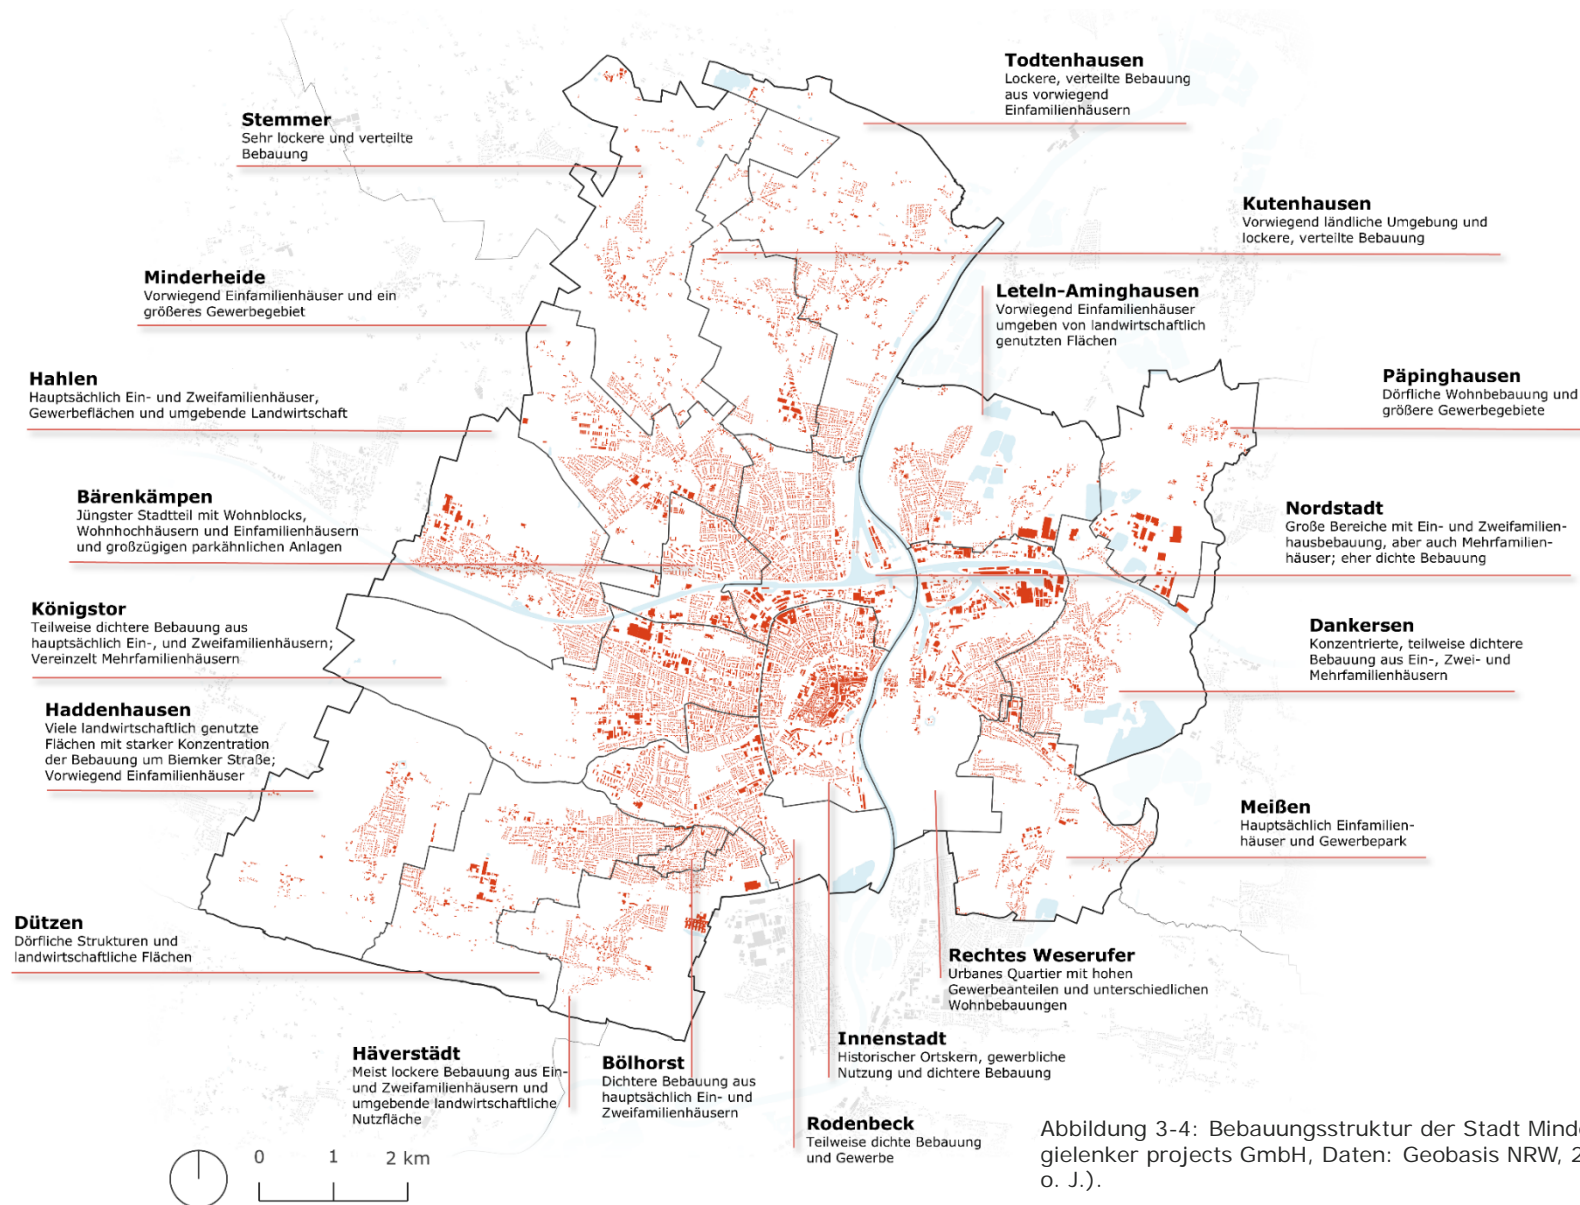 Todtenhausen
Lockere, verteilte Bebauung
aus vorwiegend
Einfamilienhäusern
Stemmer
Sehr lockere und verteilte
Bebauung
Kutenhausen
Vorwiegend ländliche Umgebung und
lockere, verteilte Bebauung
Minderheide
Vorwiegend Einfamilienhäuser und ein
größeres Gewerbegebiet
Leteln-Aminghausen
Vorwiegend Einfamilienhäuser
umgeben von landwirtschaftlich
genutzten Flächen
Hahlen
Hauptsächlich Ein- und Zweifamilienhäuser,
Gewerbeflächen und umgebende Landwirtschaft
Päpinghausen
Dörfliche Wohnbebauung und
größere Gewerbegebiete
Bärenkämpen
Jüngster Stadtteil mit Wohnblocks,
Wohnhochhäusern und Einfamilienhäusern
und großzügigen parkähnlichen Anlagen
Nordstadt
Große Bereiche mit Ein- und Zweifamilien-
hausbebauung, aber auch Mehrfamilien-
häuser; eher dichte Bebauung
Königstor
Teilweise dichtere Bebauung aus
hauptsächlich Ein-, und Zweifamilienhäusern;
Vereinzelt Mehrfamilienhäusern
Dankersen
Konzentrierte, teilweise dichtere
Bebauung aus Ein-, Zwei- und
Mehrfamilienhäusern
Haddenhausen
Viele landwirtschaftlich genutzte
Flächen mit starker Konzentration
der Bebauung um Biemker Straße;
Vorwiegend Einfamilienhäuser
Meißen
Hauptsächlich Einfamilien-
häuser und Gewerbepark
Dützen
Dörfliche Strukturen und
landwirtschaftliche Flächen
Rechtes Weserufer
Urbanes Quartier mit hohen
Gewerbeanteilen und unterschiedlichen
Wohnbebauungen
Innenstadt
Historischer Ortskern, gewerbliche
Nutzung und dichtere Bebauung
Häverstädt
Meist lockere Bebauung aus Ein-
und Zweifamilienhäusern und
umgebende landwirtschaftliche
Nutzfläche
Bölhorst
Dichtere Bebauung aus
hauptsächlich Ein- und
Zweifamilienhäusern
Rodenbeck
Teilweise dichte Bebauung
und Gewerbe
0 1 2 km
Abbildung 3-4: Bebauungsstruktur der Stadt Mind
gielenker projects GmbH, Daten: Geobasis NRW, 2
o. J.).